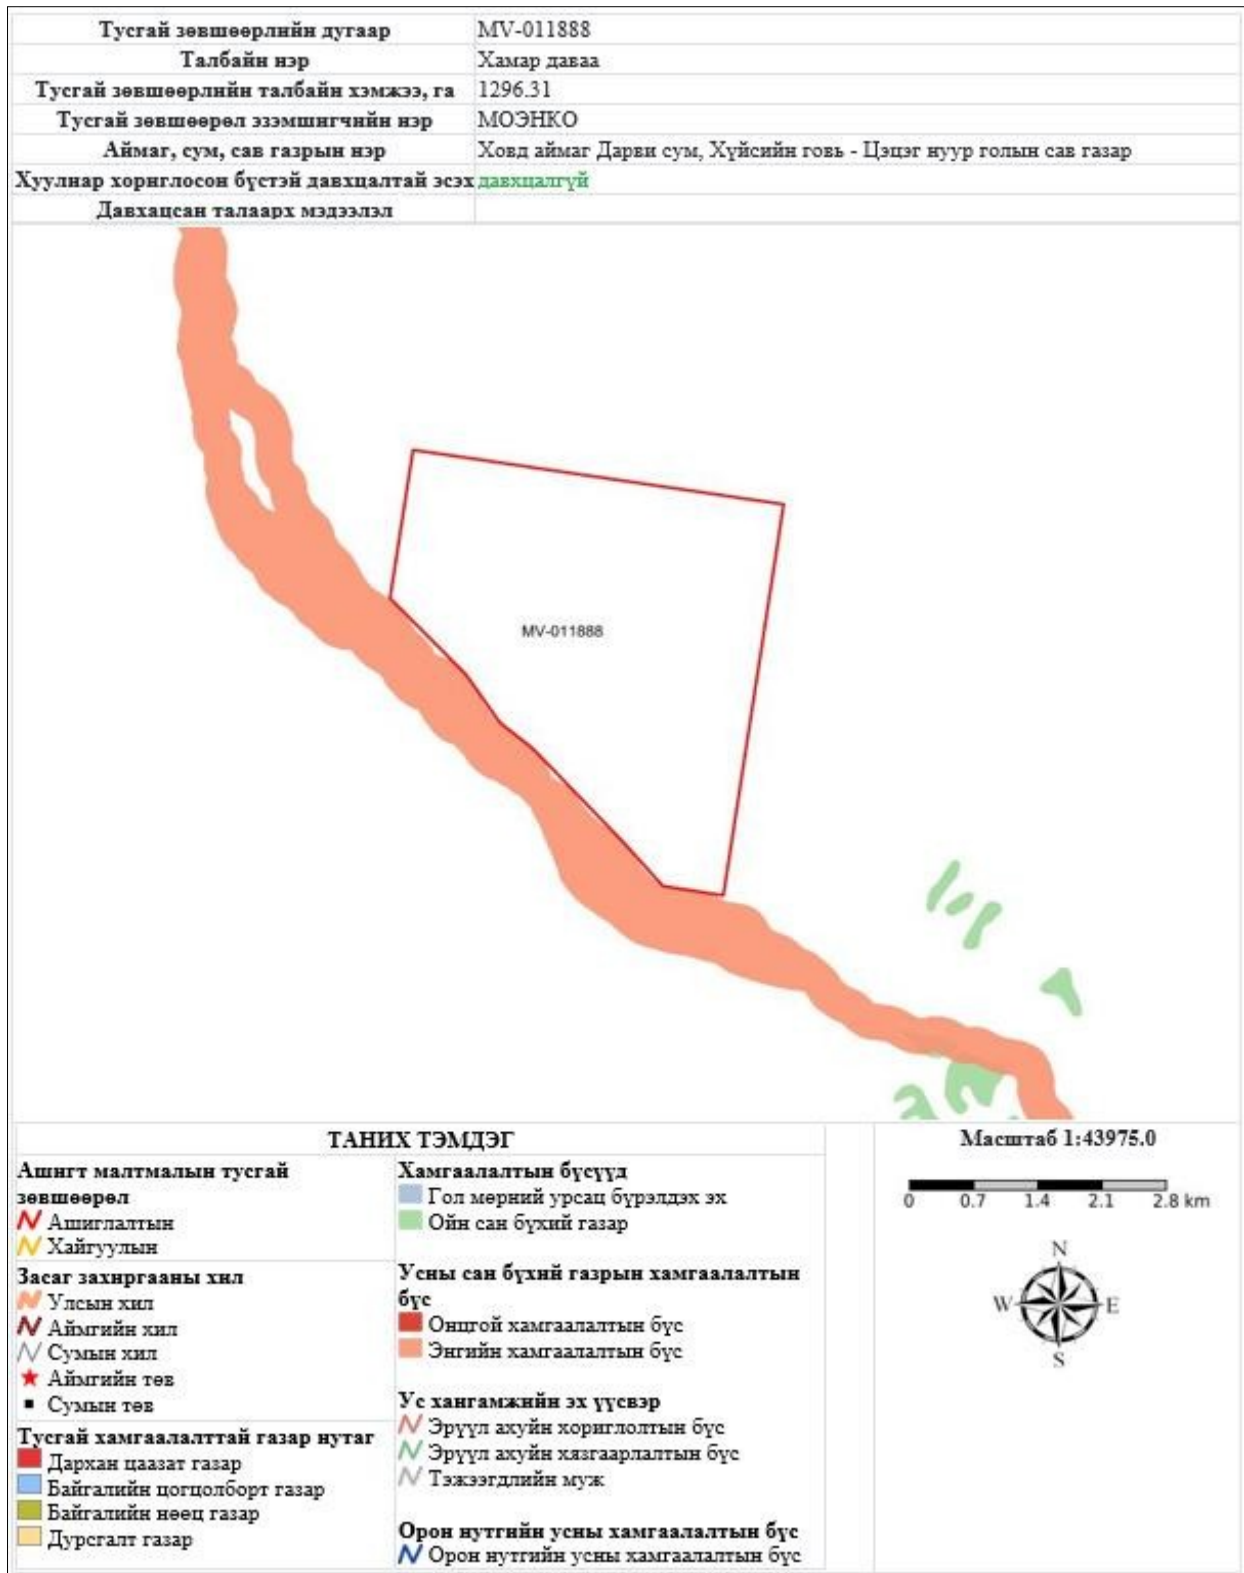 Тусгай зөвшөөрлийн дугаар MV-011888
Талбайн нэр Хамар даваа
Тусгай зөвшөөрлийн талбайн хэмжээ, га 1296.31
Тусгай зөвшөөрөл эзэмшигчийн нэр МОЭНКО
Аймаг, сум, сав газрын нэр Ховд аймаг Дарви сум, Хүйсийн говь - Цэцэг нуур голын сав газар
Хуулиар хориглосон бүстэй давхцалтай эсэх давхцалгүй
Давхацсан талаарх мэдээлэл
MV-011888
ТАНИХ ТЭМДЭГ
Ашигт малтмалын тусгай
зөвшөөрөл
Ашиглалтын
Хайгуулын
Засаг захиргааны хил
Улсын хил
Аймгийн хил
Сумын хил
Аймгийн төв
Сумын төв
Тусгай хамгаалалттай газар нутаг
Дархан цаазат газар
Байгалийн цогцолборт газар
Байгалийн нөөц газар
Дурсгалт газар
Хамгаалалтын бүсүүд
Гол мөрний урсац бүрэлдэх эх
Ойн сан бүхий газар
Усны сан бүхий газрын хамгаалалтын
бүс
Онцгой хамгаалалтын бүс
Энгийн хамгаалалтын бүс
Ус хангамжийн эх үүсвэр
Эрүүл ахуйн хориглолтын бүс
Эрүүл ахуйн хязгаарлалтын бүс
Тэжээгдлийн муж
Орон нутгийн усны хамгаалалтын бүс
Орон нутгийн усны хамгаалалтын бүс
Масштаб 1:43975.0
0 0.7 1.4 2.1 2.8 km
N
W E
S